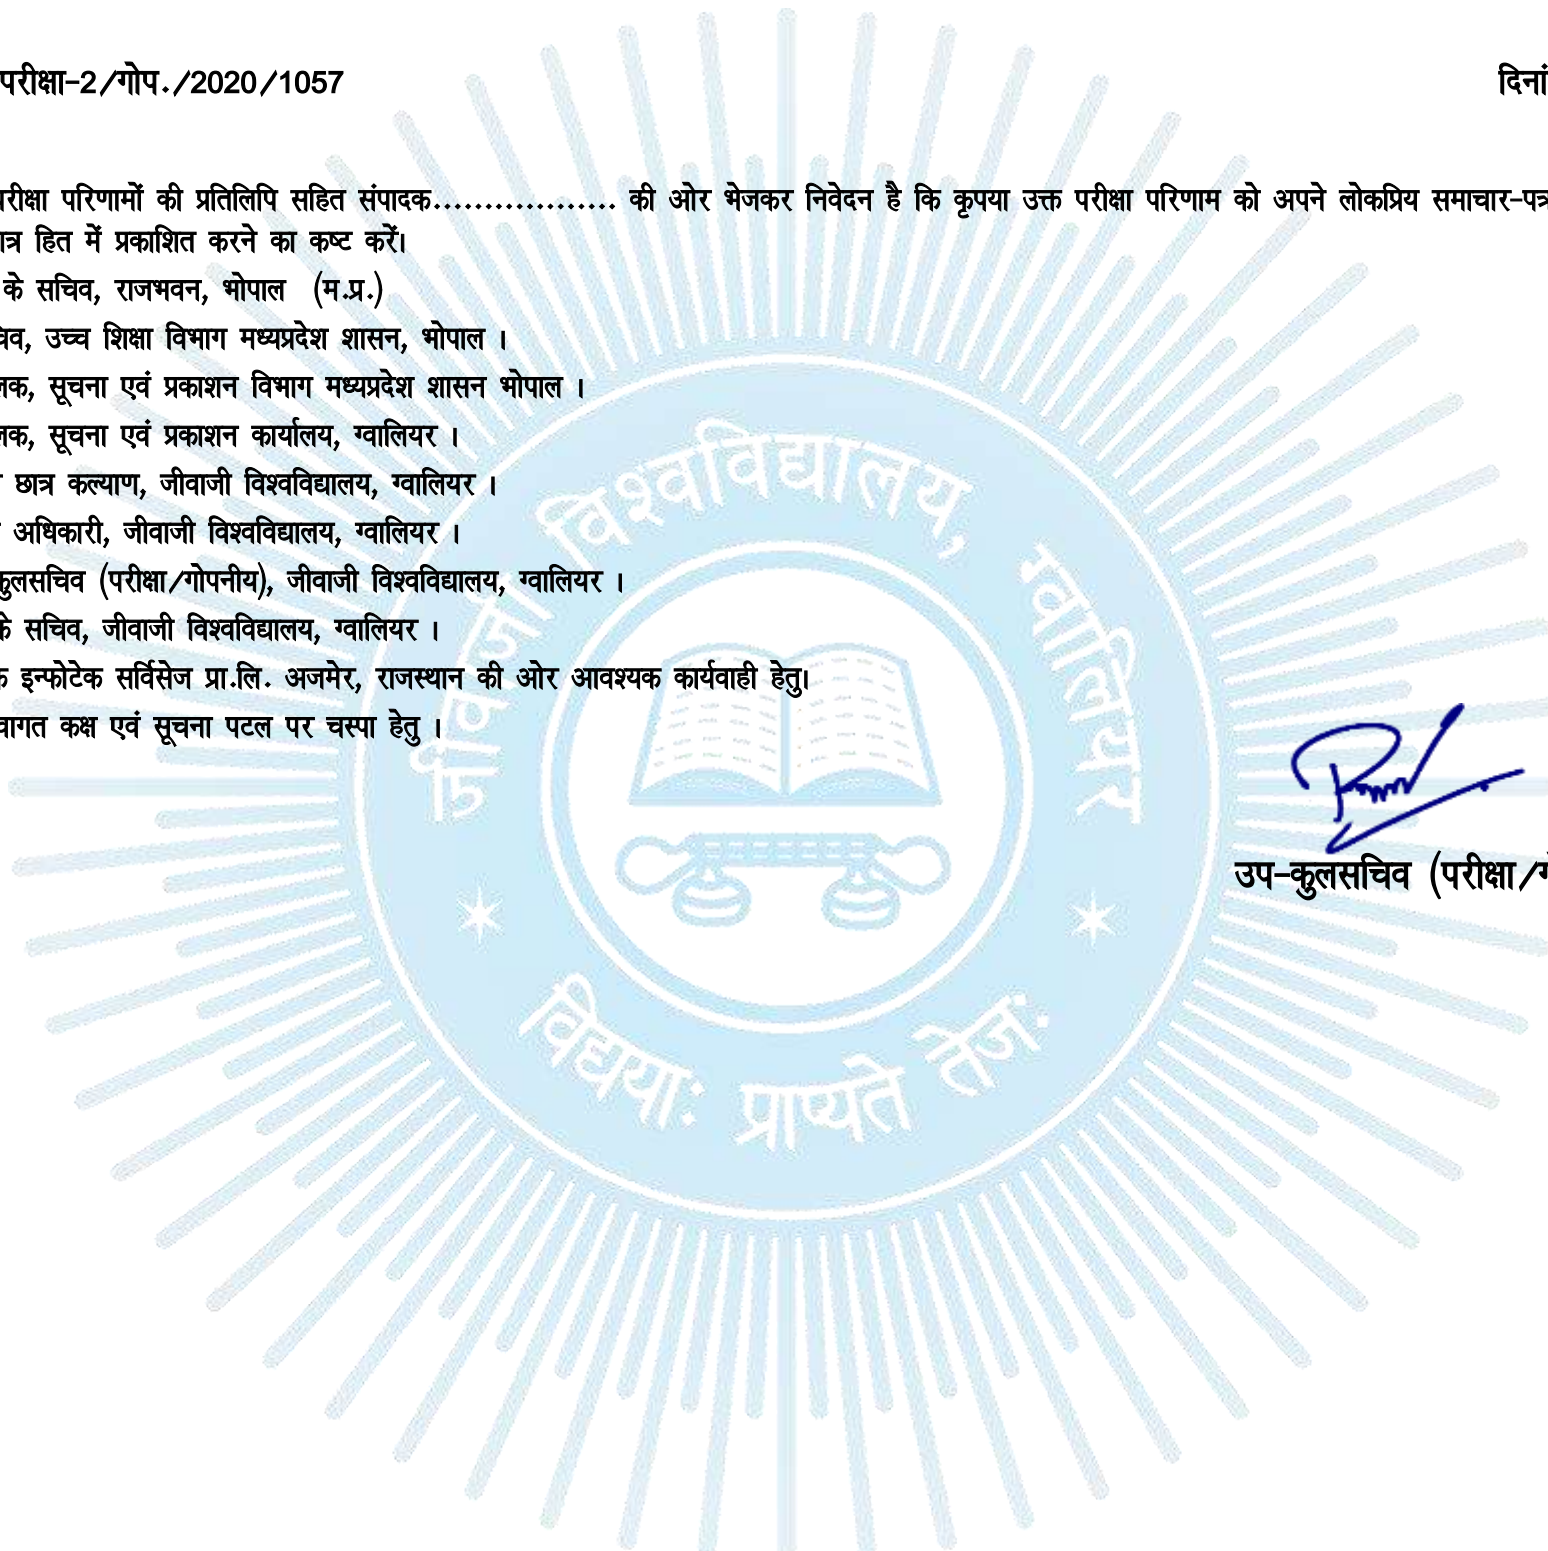 परीक्षा-2/गोप./2020/1057 दिनां
परीक्षा परिणामों की प्रतिलिपि सहित संपादक.................. की ओर भेजकर निवेदन है कि कृपया उक्त परीक्षा परिणाम को अपने लोकप्रिय समाचार-पत्र
ात्र हित में प्रकाशित करने का कष्ट करें।
के सचिव, राजभवन, भोपाल (म.प्र.)
चिव, उच्च शिक्षा विभाग मध्यप्रदेश शासन, भोपाल ।
लक, सूचना एवं प्रकाशन विभाग मध्यप्रदेश शासन भोपाल ।
लक, सूचना एवं प्रकाशन कार्यालय, ग्वालियर ।
छात्र कल्याण, जीवाजी विश्वविद्यालय, ग्वालियर ।
अधिकारी, जीवाजी विश्वविद्यालय, ग्वालियर ।
कुलसचिव (परीक्षा/गोपनीय), जीवाजी विश्वविद्यालय, ग्वालियर ।
के सचिव, जीवाजी विश्वविद्यालय, ग्वालियर ।
क इन्फोटेक सर्विसेज प्रा.लि. अजमेर, राजस्थान की ओर आवश्यक कार्यवाही हेतु।
वागत कक्ष एवं सूचना पटल पर चस्पा हेतु ।
उप-कुलसचिव (परीक्षा/गो
जीवाजी विश्वविद्यालय, ग्वालियर
विद्यया: प्राप्यते तेज: